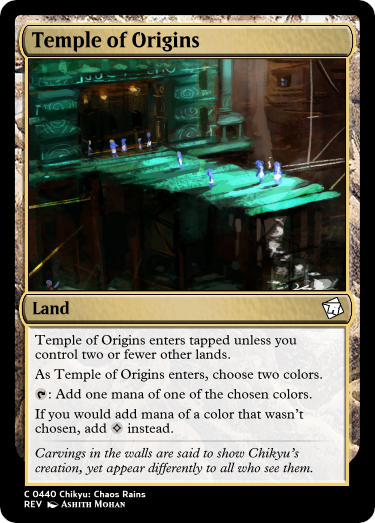 Temple of Origins
Land
Temple of Origins enters tapped unless you
control two or fewer other lands.
As Temple of Origins enters, choose two colors.
: Add one mana of one of the chosen colors.
If you would add mana of a color that wasn't
chosen, add instead.
Carvings in the walls are said to show Chikyu's
creation, yet appear differently to all who see them.
C 0440 Chikyu: Chaos Rains
REV Ashith Mohan